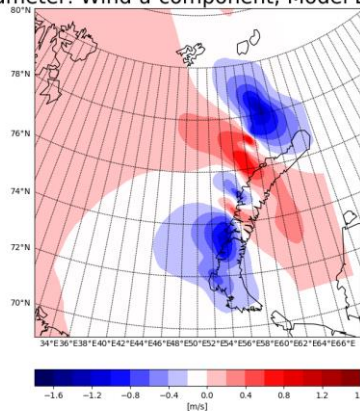 Wind u component,
80°N
78°N
76°N
74°N
72°N
70°N
34°E36°E38°E40°E42°E44°E46°E48°E50°E52°E54°E56°E58°E60°E62°E64°E66°E
−1.6 −1.2 −0.8 −0.4 0.0 0.4 0.8 1.2
[m/s]